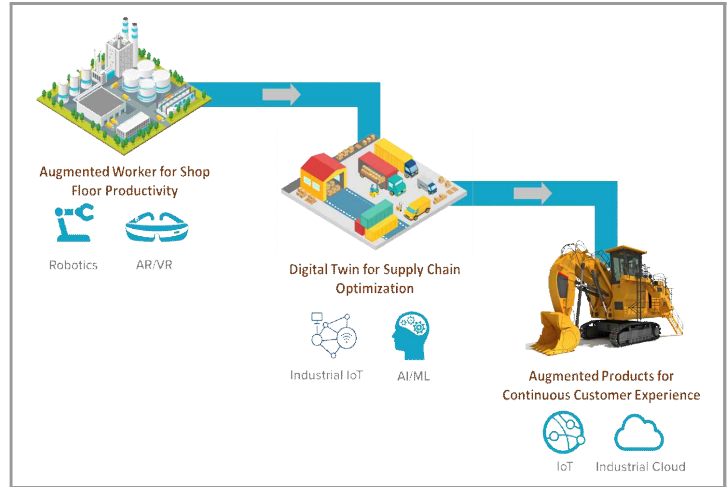 Augmented Worker for Shop
Floor Productivity
Robotics
AR/VR
Digital Twin for Supply Chain
Optimization
Industrial IoT
AI/ML
Augmented Products for
Continuous Customer Experience
IoT
Industrial Cloud